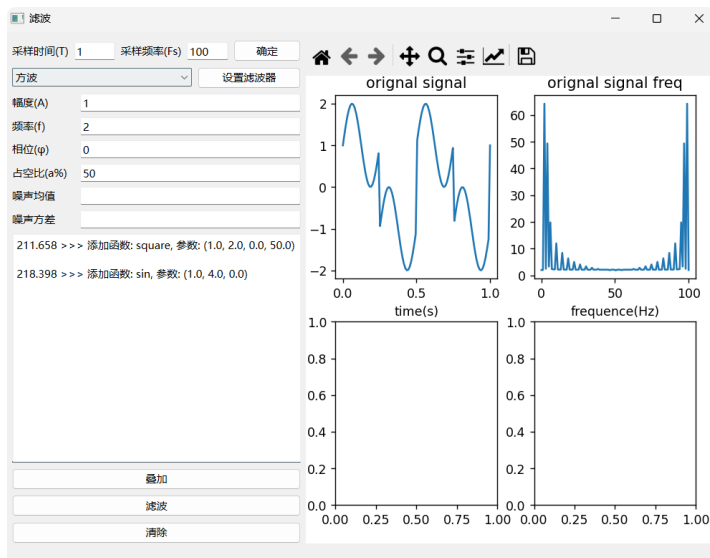 滤波
采样时间(T) 1 采样频率(Fs) 100 确定
方波 设置滤波器
幅度(A) 1
频率(f) 2
相位(φ) 0
占空比(a%) 50
噪声均值
噪声方差
211.658 >>> 添加函数: square, 参数: (1.0, 2.0, 0.0, 50.0)
218.398 >>> 添加函数: sin, 参数: (1.0, 4.0, 0.0)
叠加
滤波
清除
orignal signal
2
1
0
−1
−2
0.0 0.5 1.0
time(s)
orignal signal freq
60
50
40
30
20
10
0
0 50 100
frequence(Hz)
1.0
0.8
0.6
0.4
0.2
0.0
0.00 0.25 0.50 0.75 1.00
1.0
0.8
0.6
0.4
0.2
0.0
0.00 0.25 0.50 0.75 1.00